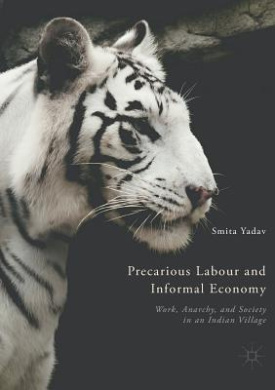 Smita Yadav
Precarious Labour and
Informal Economy
Work, Anarchy, and Society
in an Indian Village